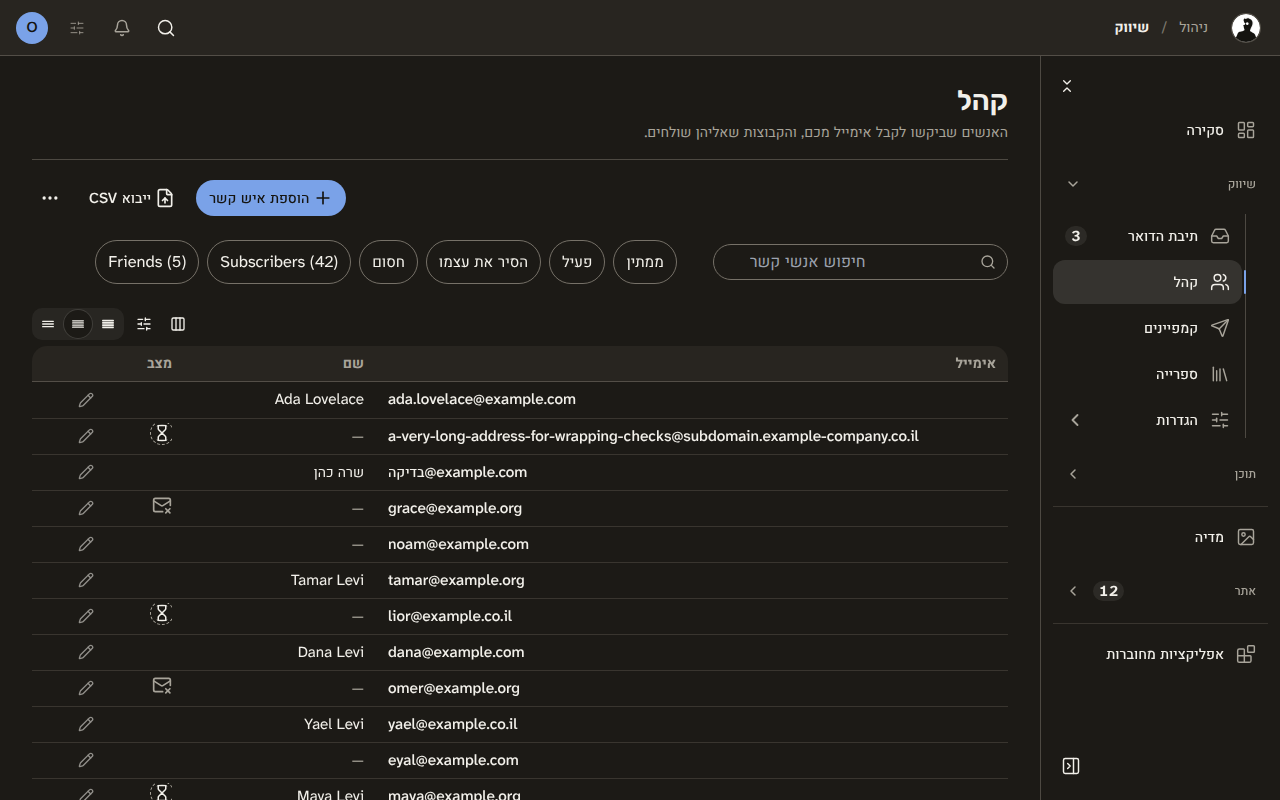 ניהול / שיווק
O
סקירה
שיווק
תיבת הדואר 3
קהל
קמפיינים
ספרייה
הגדרות
תוכן
מדיה
אתר 12
אפליקציות מחוברות
קהל
האנשים שביקשו לקבל אימייל מכם, והקבוצות שאליהן שולחים.
הוספת איש קשר
ייבוא CSV
חיפוש אנשי קשר
ממתין
פעיל
הסיר את עצמו
חסום
Subscribers (42)
Friends (5)
אימייל שם מצב
ada.lovelace@example.com Ada Lovelace
a-very-long-address-for-wrapping-checks@subdomain.example-company.co.il —
בדיקה@example.com שרה כהן
grace@example.org —
noam@example.com —
tamar@example.org Tamar Levi
lior@example.co.il —
dana@example.com Dana Levi
omer@example.org —
yael@example.co.il Yael Levi
eyal@example.com —
maya@example.org Maya Levi